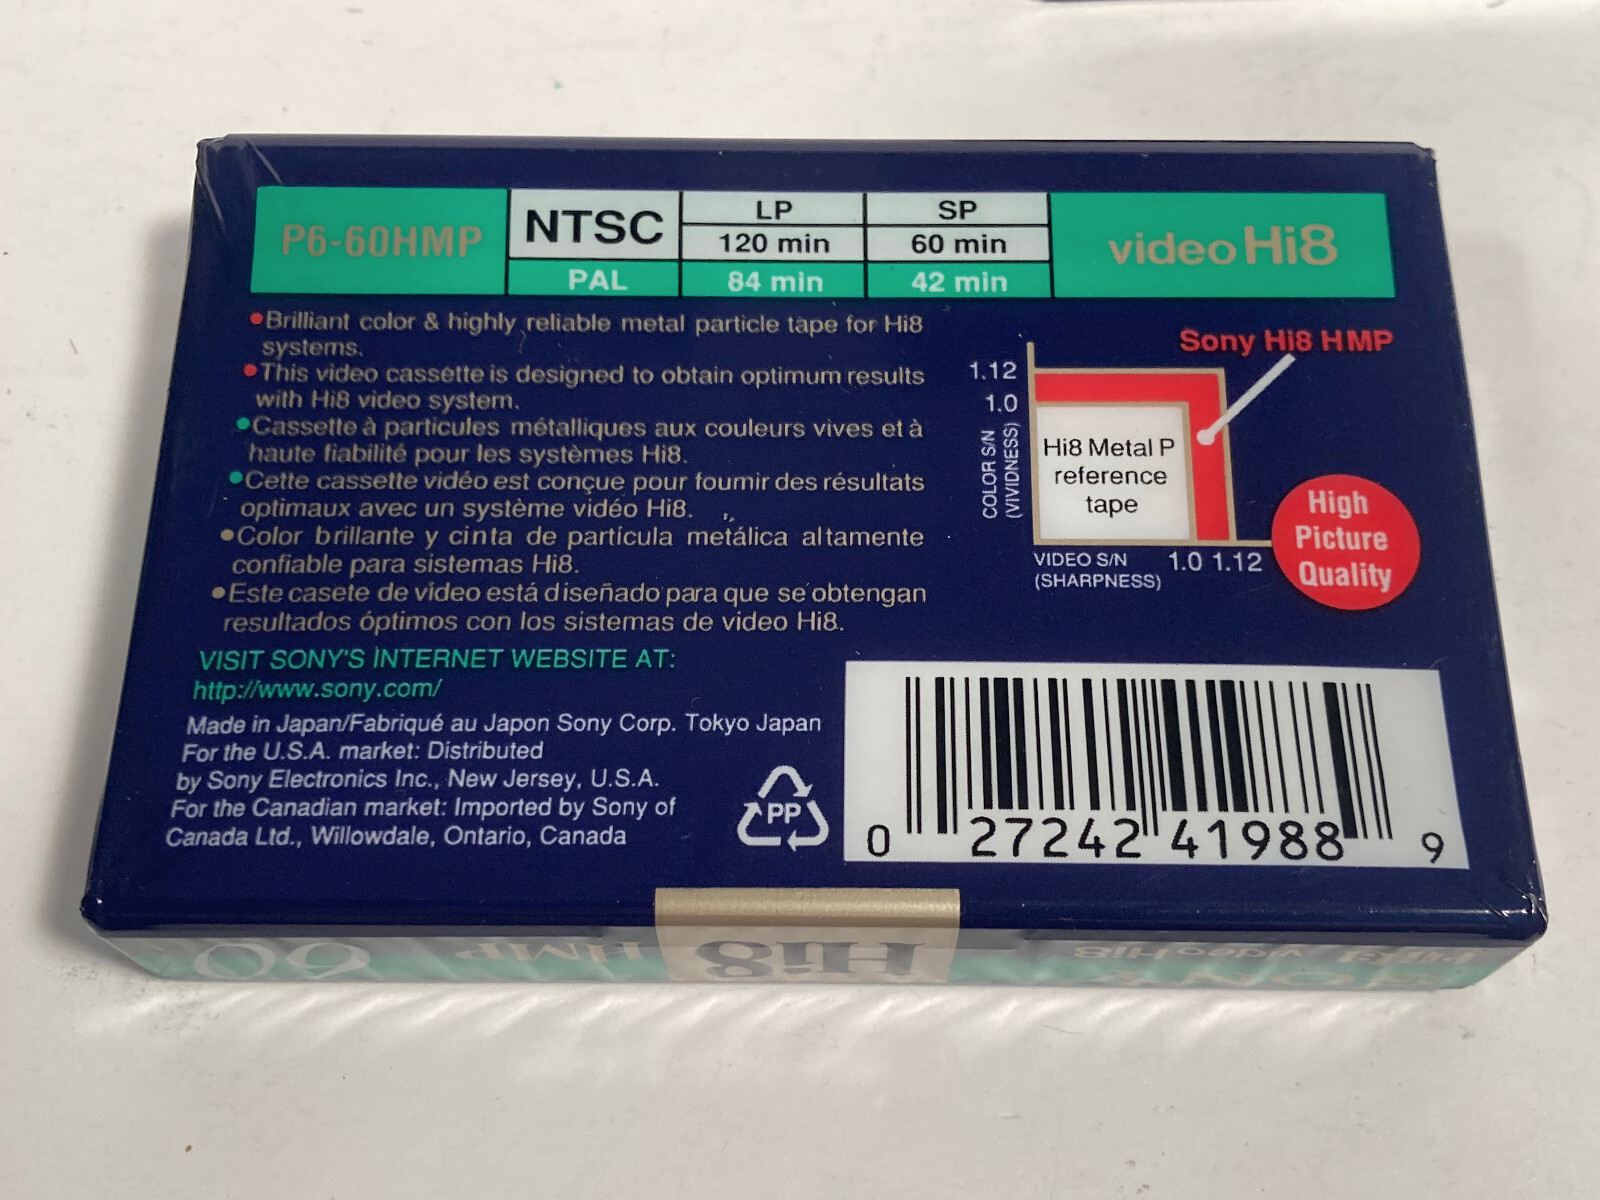 P6-60HMP
NTSC
LP
SP
120 min
60 min
PAL
84 min
42 min
video Hi8
•Brilliant color & highly reliable metal particle tape for Hi8
systems.
•This video cassette is designed to obtain optimum results
with Hi8 video system.
•Cassette à particules métalliques aux couleurs vives et à
haute fiabilité pour les systèmes Hi8.
•Cette cassette vidéo est conçue pour fournir des résultats
optimaux avec un système vidéo Hi8.
•Color brillante y cinta de partícula metálica altamente
confiable para sistemas Hi8.
•Este casete de video está diseñado para que se obtengan
resultados óptimos con los sistemas de video Hi8.
VISIT SONY'S INTERNET WEBSITE AT:
http://www.sony.com/
Made in Japan/Fabriqué au Japon Sony Corp. Tokyo Japan
For the U.S.A. market: Distributed
by Sony Electronics Inc., New Jersey, U.S.A.
For the Canadian market: Imported by Sony of
Canada Ltd., Willowdale, Ontario, Canada
PP
Sony Hi8 HMP
1.12
1.0
COLOR S/N
(VIVIDNESS)
Hi8 Metal P
reference
tape
VIDEO S/N
(SHARPNESS)
1.0 1.12
High
Picture
Quality
0 27242 41988 9
60
HMP
Hi8
video Hi8
SONY